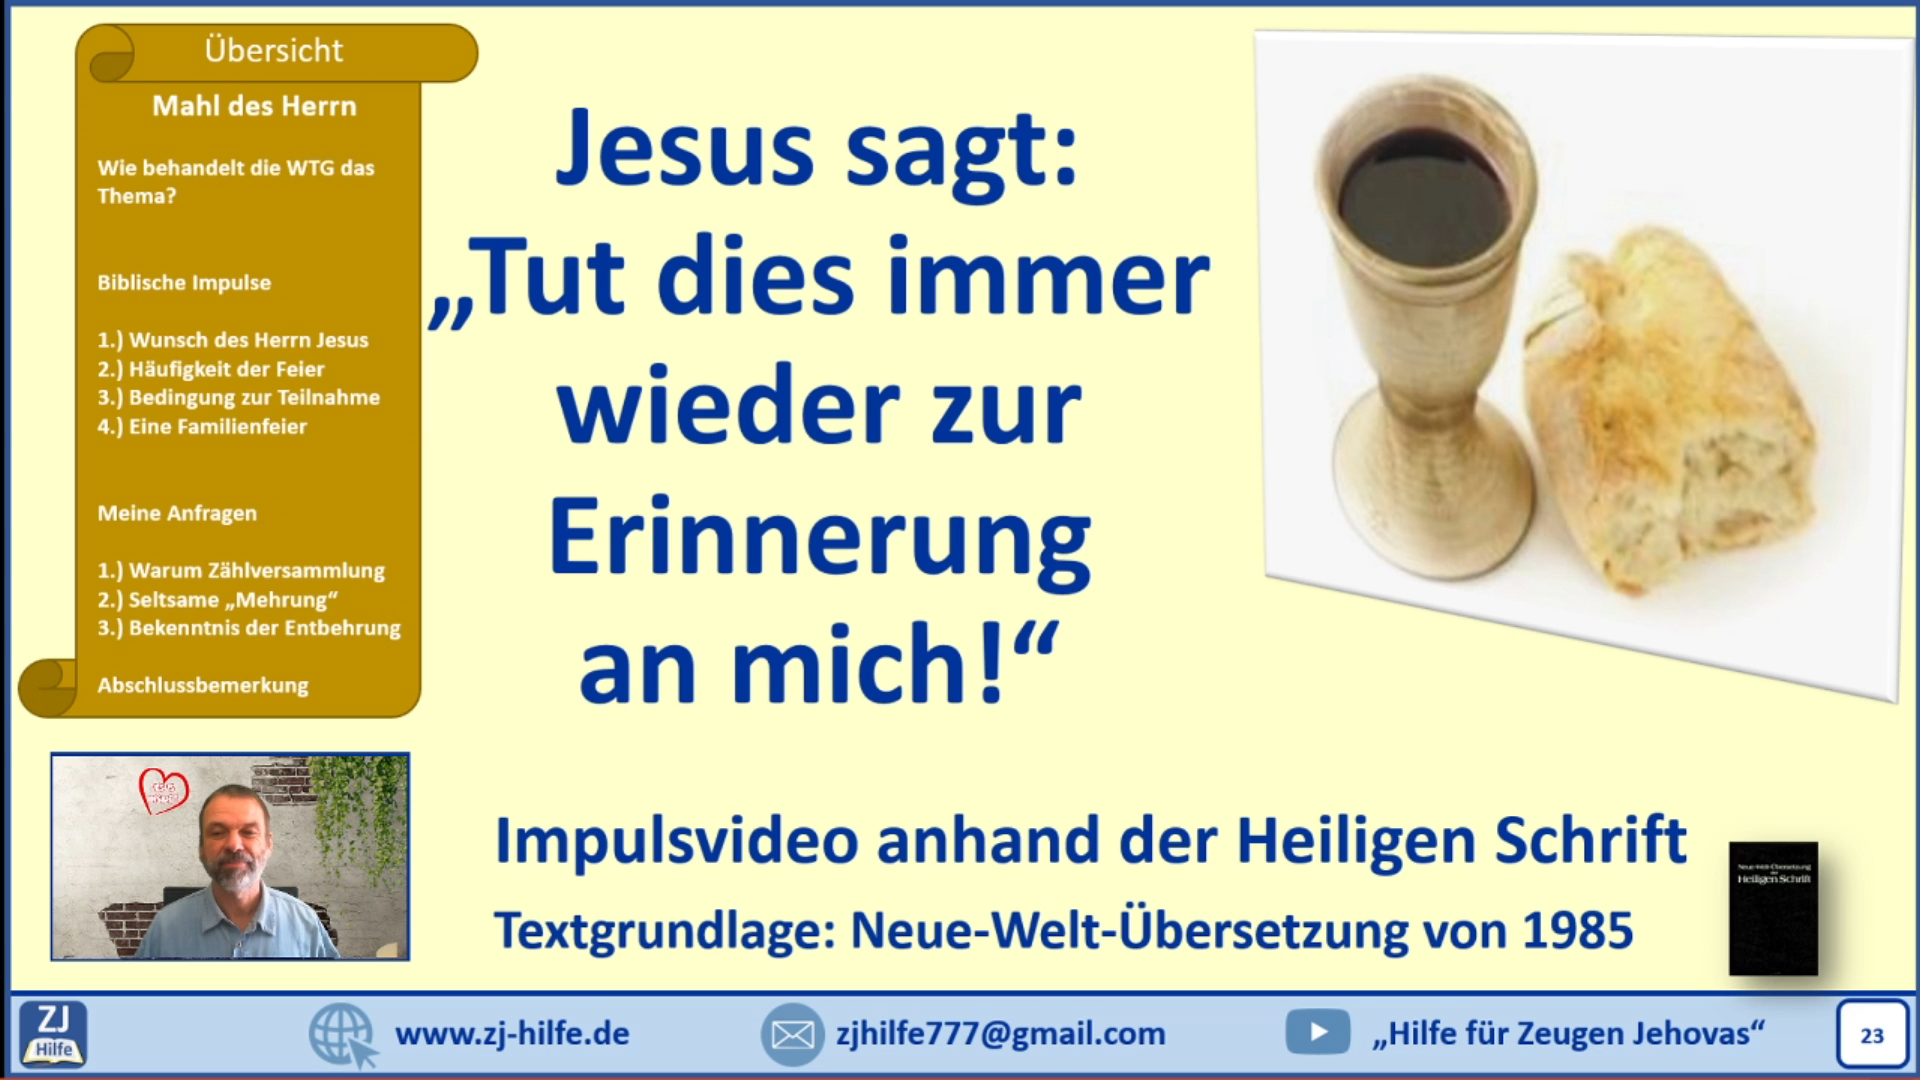 Übersicht
Mahl des Herrn
Wie behandelt die WTG das
Thema?
Biblische Impulse
1.) Wunsch des Herrn Jesus
2.) Häufigkeit der Feier
3.) Bedingung zur Teilnahme
4.) Eine Familienfeier
Meine Anfragen
1.) Warum Zählversammlung
2.) Seltsame „Mehrung“
3.) Bekenntnis der Entbehrung
Abschlussbemerkung
Jesus sagt:
„Tut dies immer
wieder zur
Erinnerung
an mich!“
Impulsvideo anhand der Heiligen Schrift
Textgrundlage: Neue-Welt-Übersetzung von 1985
Neue-Welt-Übersetzung
der
Heiligen Schrift
ZJ
Hilfe
www.zj-hilfe.de
zjhilfe777@gmail.com
„Hilfe für Zeugen Jehovas“
23